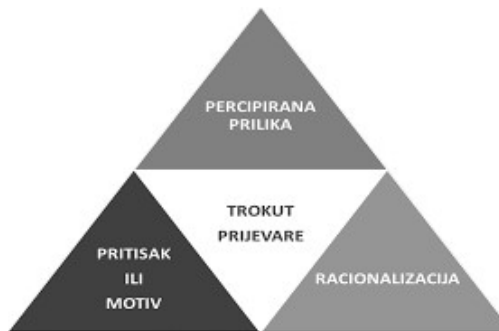 PERCIPIRANA
PRILIKA
TROKUT
PRIJEVARE
PRITISAK
ILI
MOTIV
RACIONALIZACIJA